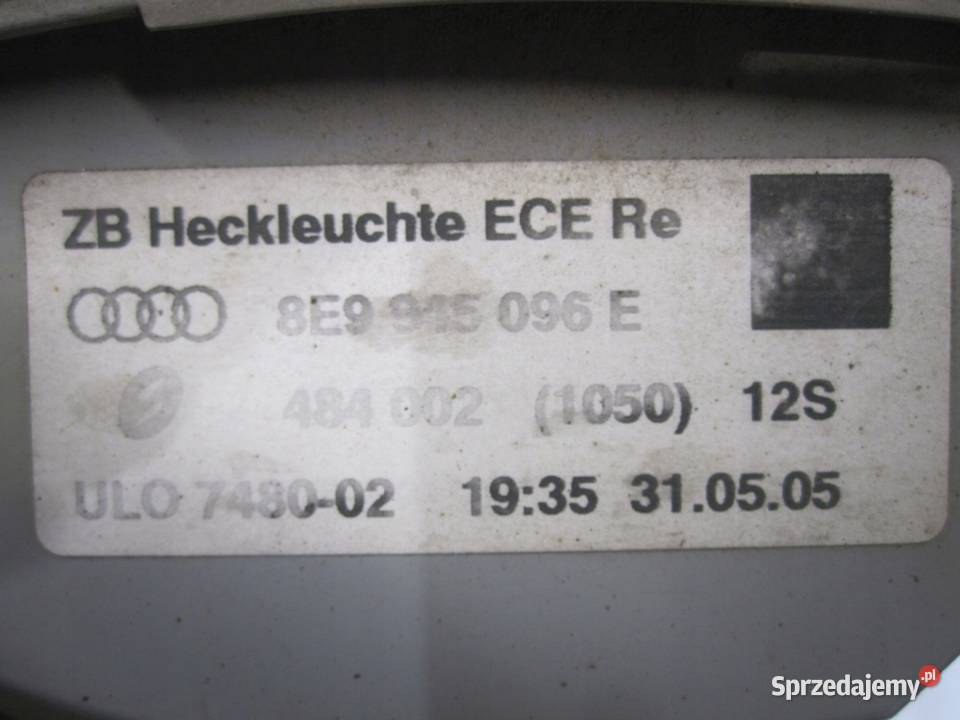 ZB Heckleuchte ECE Re
8E9 945 096 E
484 002 (1050) 12S
ULO 7480-02 19:35 31.05.05
Sprzedajemy.pl